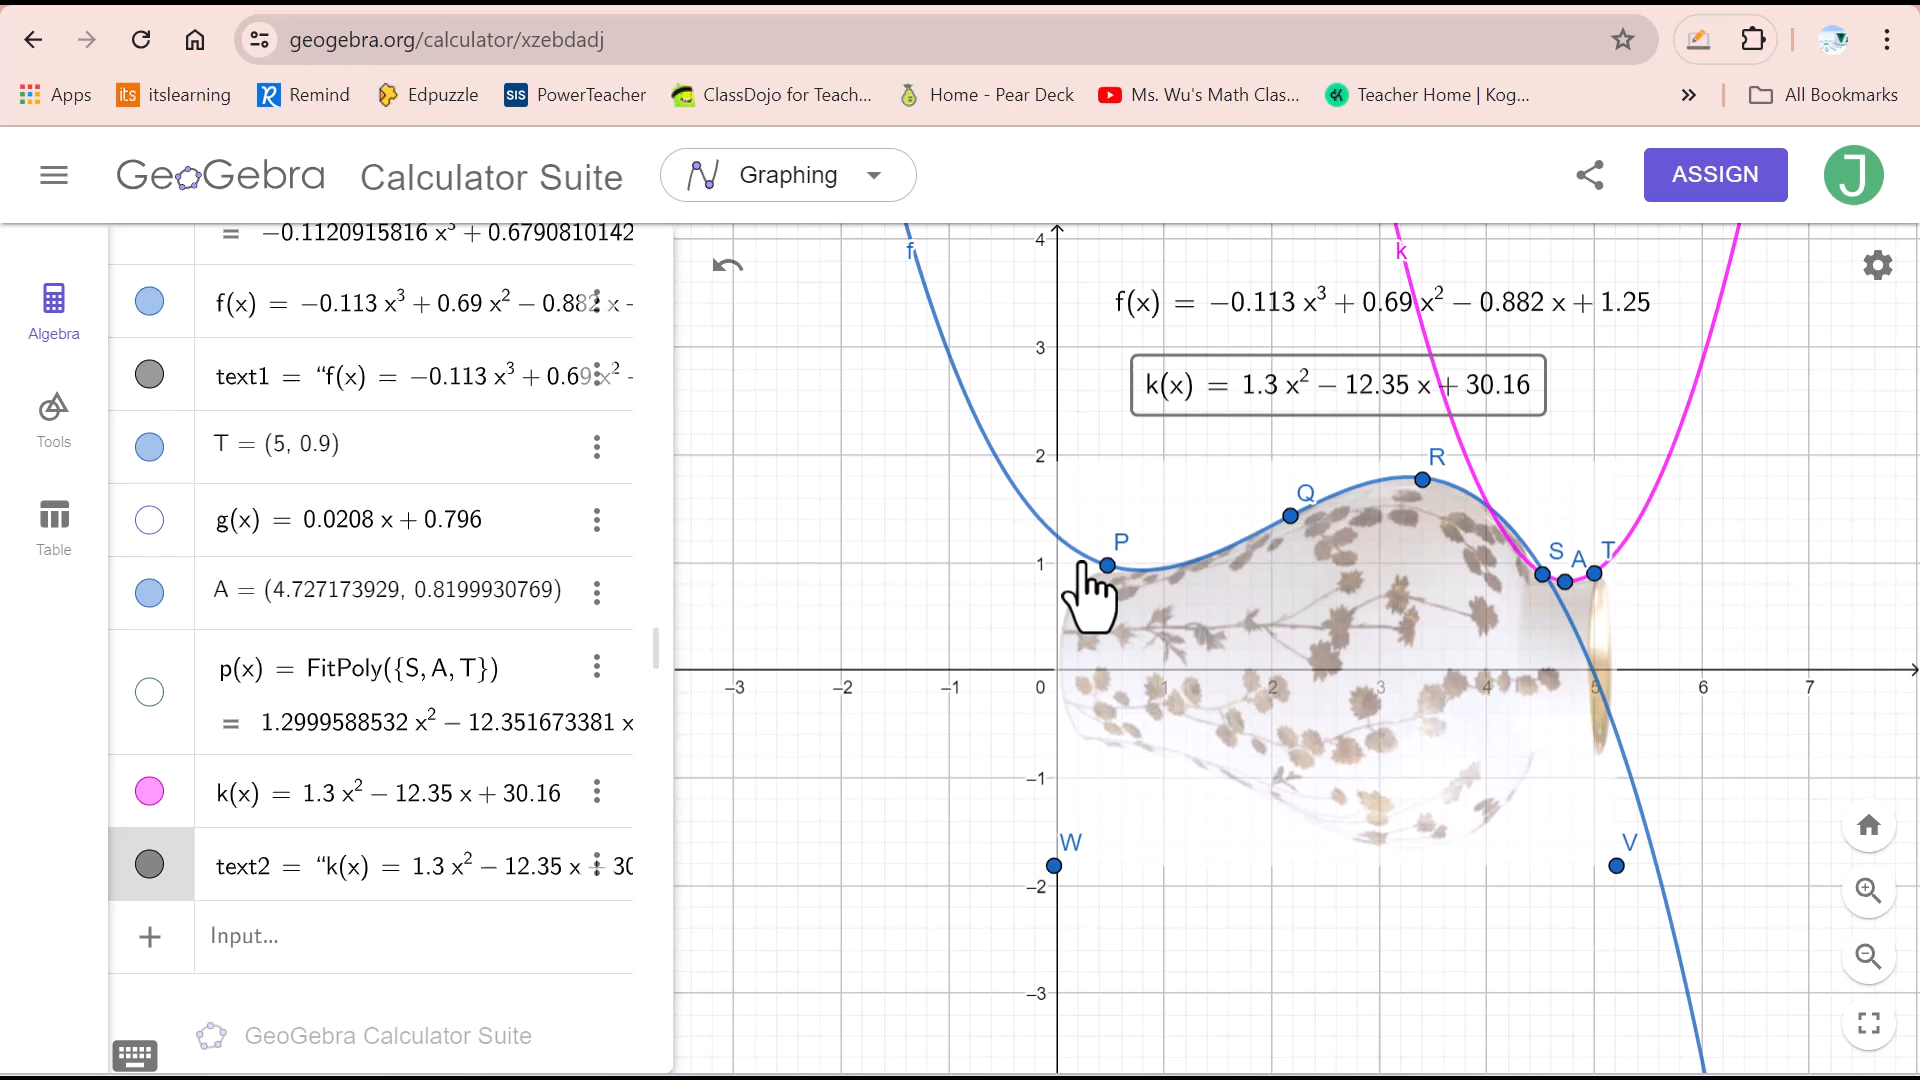 geogebra.org/calculator/xzebdadj
Apps
itslearning
Remind
Edpuzzle
SIS PowerTeacher
ClassDojo for Teach...
Home - Pear Deck
Ms. Wu's Math Clas...
Teacher Home | Kog...
» All Bookmarks
GeoGebra Calculator Suite
Graphing
ASSIGN
J
Algebra
Tools
Table
= −0.1120915816 x³ + 0.6790810142
f(x) = −0.113 x³ + 0.69 x² − 0.882 x −
text1 = “f(x) = −0.113 x³ + 0.69 x² −
T = (5, 0.9)
g(x) = 0.0208 x + 0.796
A = (4.727173929, 0.8199930769)
p(x) = FitPoly({S, A, T})
= 1.2999588532 x² − 12.351673381 x
k(x) = 1.3 x² − 12.35 x + 30.16
text2 = “k(x) = 1.3 x² − 12.35 x + 30
+ Input...
GeoGebra Calculator Suite
f
k
f(x) = −0.113 x³ + 0.69 x² − 0.882 x + 1.25
k(x) = 1.3 x² − 12.35 x + 30.16
4
3
2
1
−1
−2
−3
−3 −2 −1 0 1 2 3 4 5 6 7
P
Q
R
S
A
T
W
V